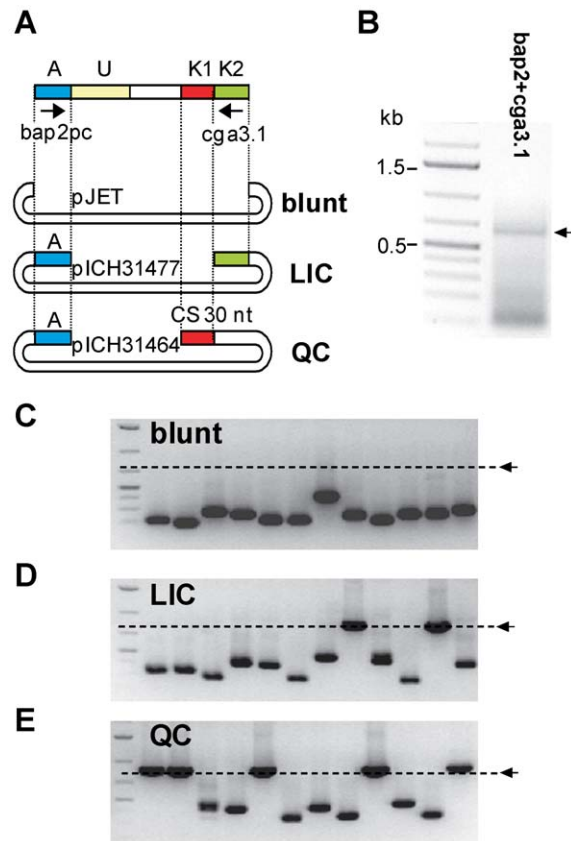 A
A U K1 K2
bap2pc cga3.1
pJET
blunt
A
pICH31477
LIC
CS 30 nt
A
pICH31464
QC
B
bap2+cga3.1
kb
1.5
0.5
C
blunt
D
LIC
E
QC